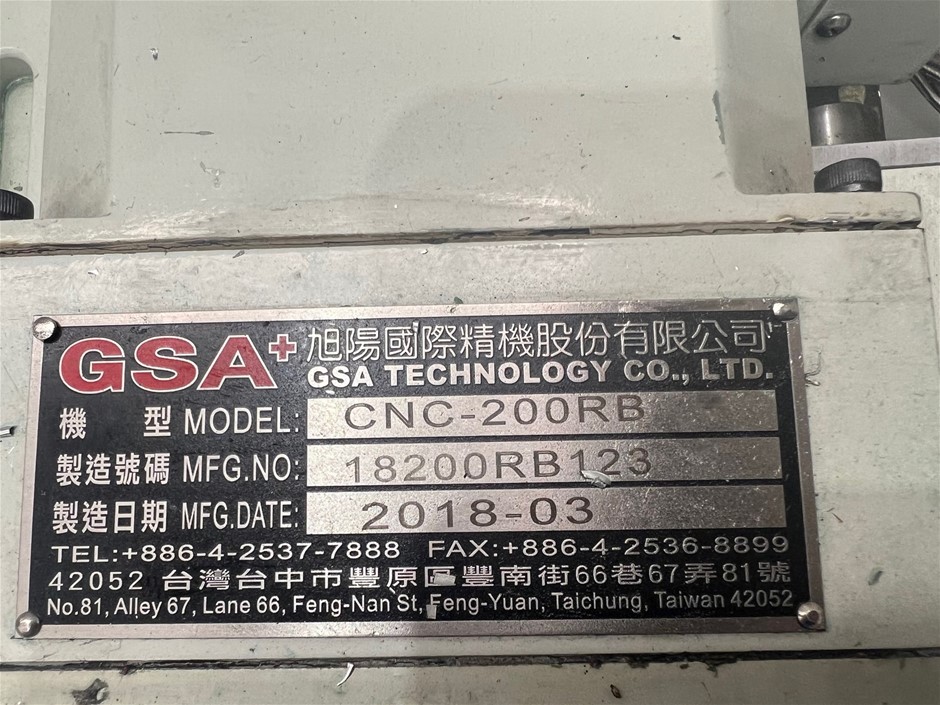 GSA+ 旭陽國際精機股份有限公司
GSA TECHNOLOGY CO., LTD.
機 型 MODEL: CNC-200RB
製造號碼 MFG.NO: 18200RB123
製造日期 MFG.DATE: 2018-03
TEL:+886-4-2537-7888 FAX:+886-4-2536-8899
42052 台灣台中市豐原區豐南街66巷67弄81號
No.81, Alley 67, Lane 66, Feng-Nan St, Feng-Yuan, Taichung, Taiwan 42052